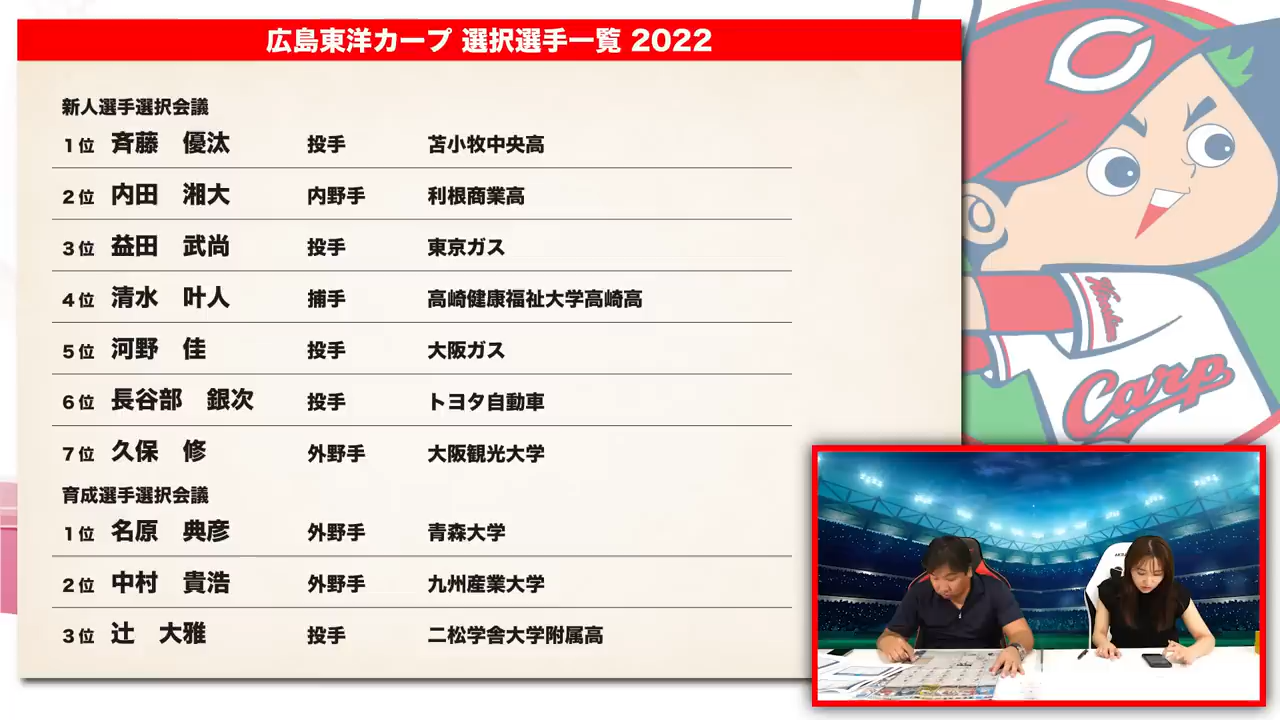 広島東洋カープ 選択選手一覧 2022
新人選手選択会議
1位 斉藤 優汰 投手 苫小牧中央高
2位 内田 湘大 内野手 利根商業高
3位 益田 武尚 投手 東京ガス
4位 清水 叶人 捕手 高崎健康福祉大学高崎高
5位 河野 佳 投手 大阪ガス
6位 長谷部 銀次 投手 トヨタ自動車
7位 久保 修 外野手 大阪観光大学
育成選手選択会議
1位 名原 典彦 外野手 青森大学
2位 中村 貴浩 外野手 九州産業大学
3位 辻 大雅 投手 二松学舎大学附属高
C
Carp